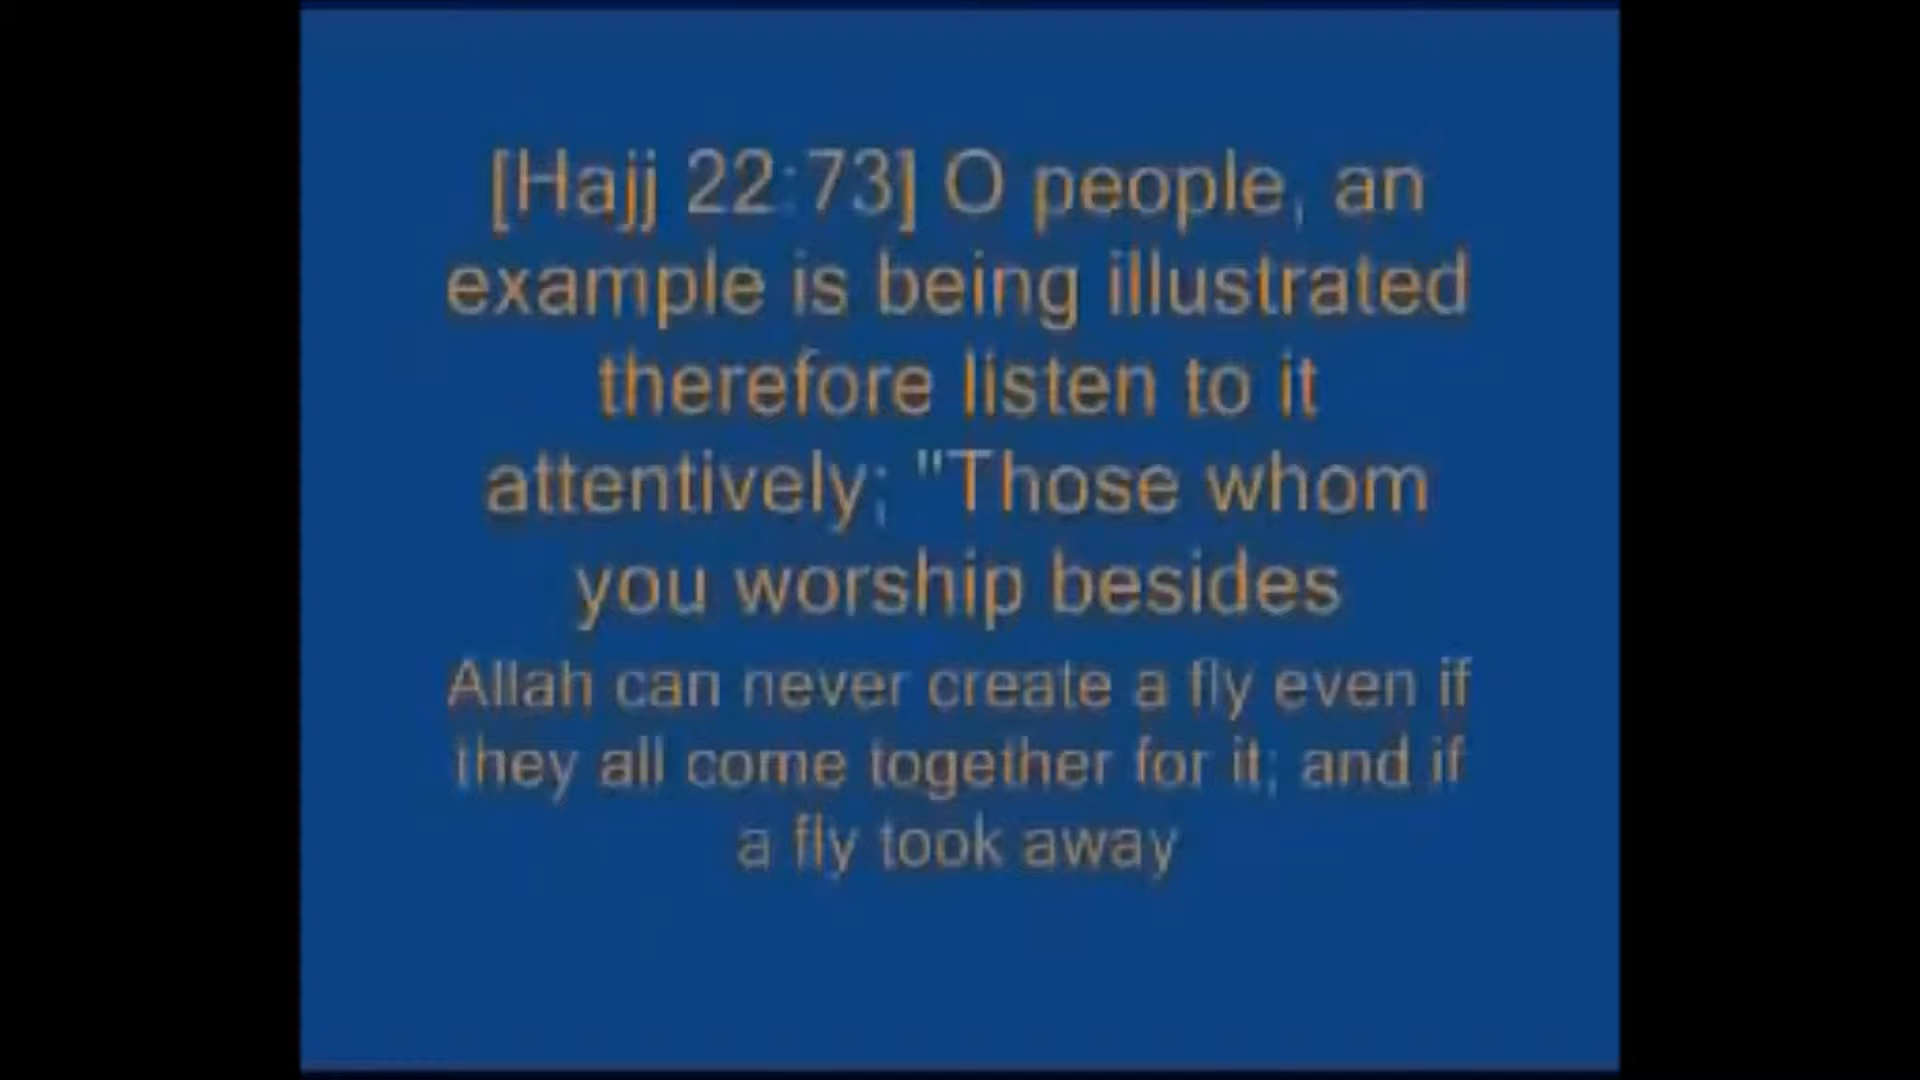 [Hajj 22:73] O people, an
example is being illustrated
therefore listen to it
attentively; "Those whom
you worship besides
Allah can never create a fly even if
they all come together for it; and if
a fly took away